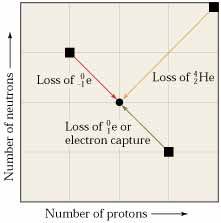 Number of neutrons
Loss of ⁰₋₁e
Loss of ⁴₂He
Loss of ⁰₁e or
electron capture
Number of protons